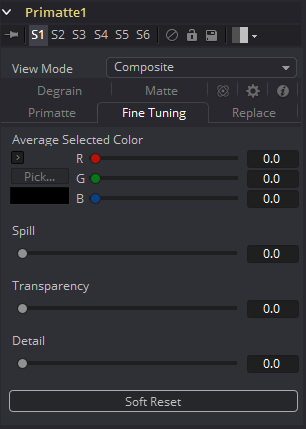 Primatte1
S1 S2 S3 S4 S5 S6
View Mode Composite
Degrain Matte
Primatte Fine Tuning Replace
Average Selected Color
R 0.0
Pick... G 0.0
B 0.0
Spill
0.0
Transparency
0.0
Detail
0.0
Soft Reset